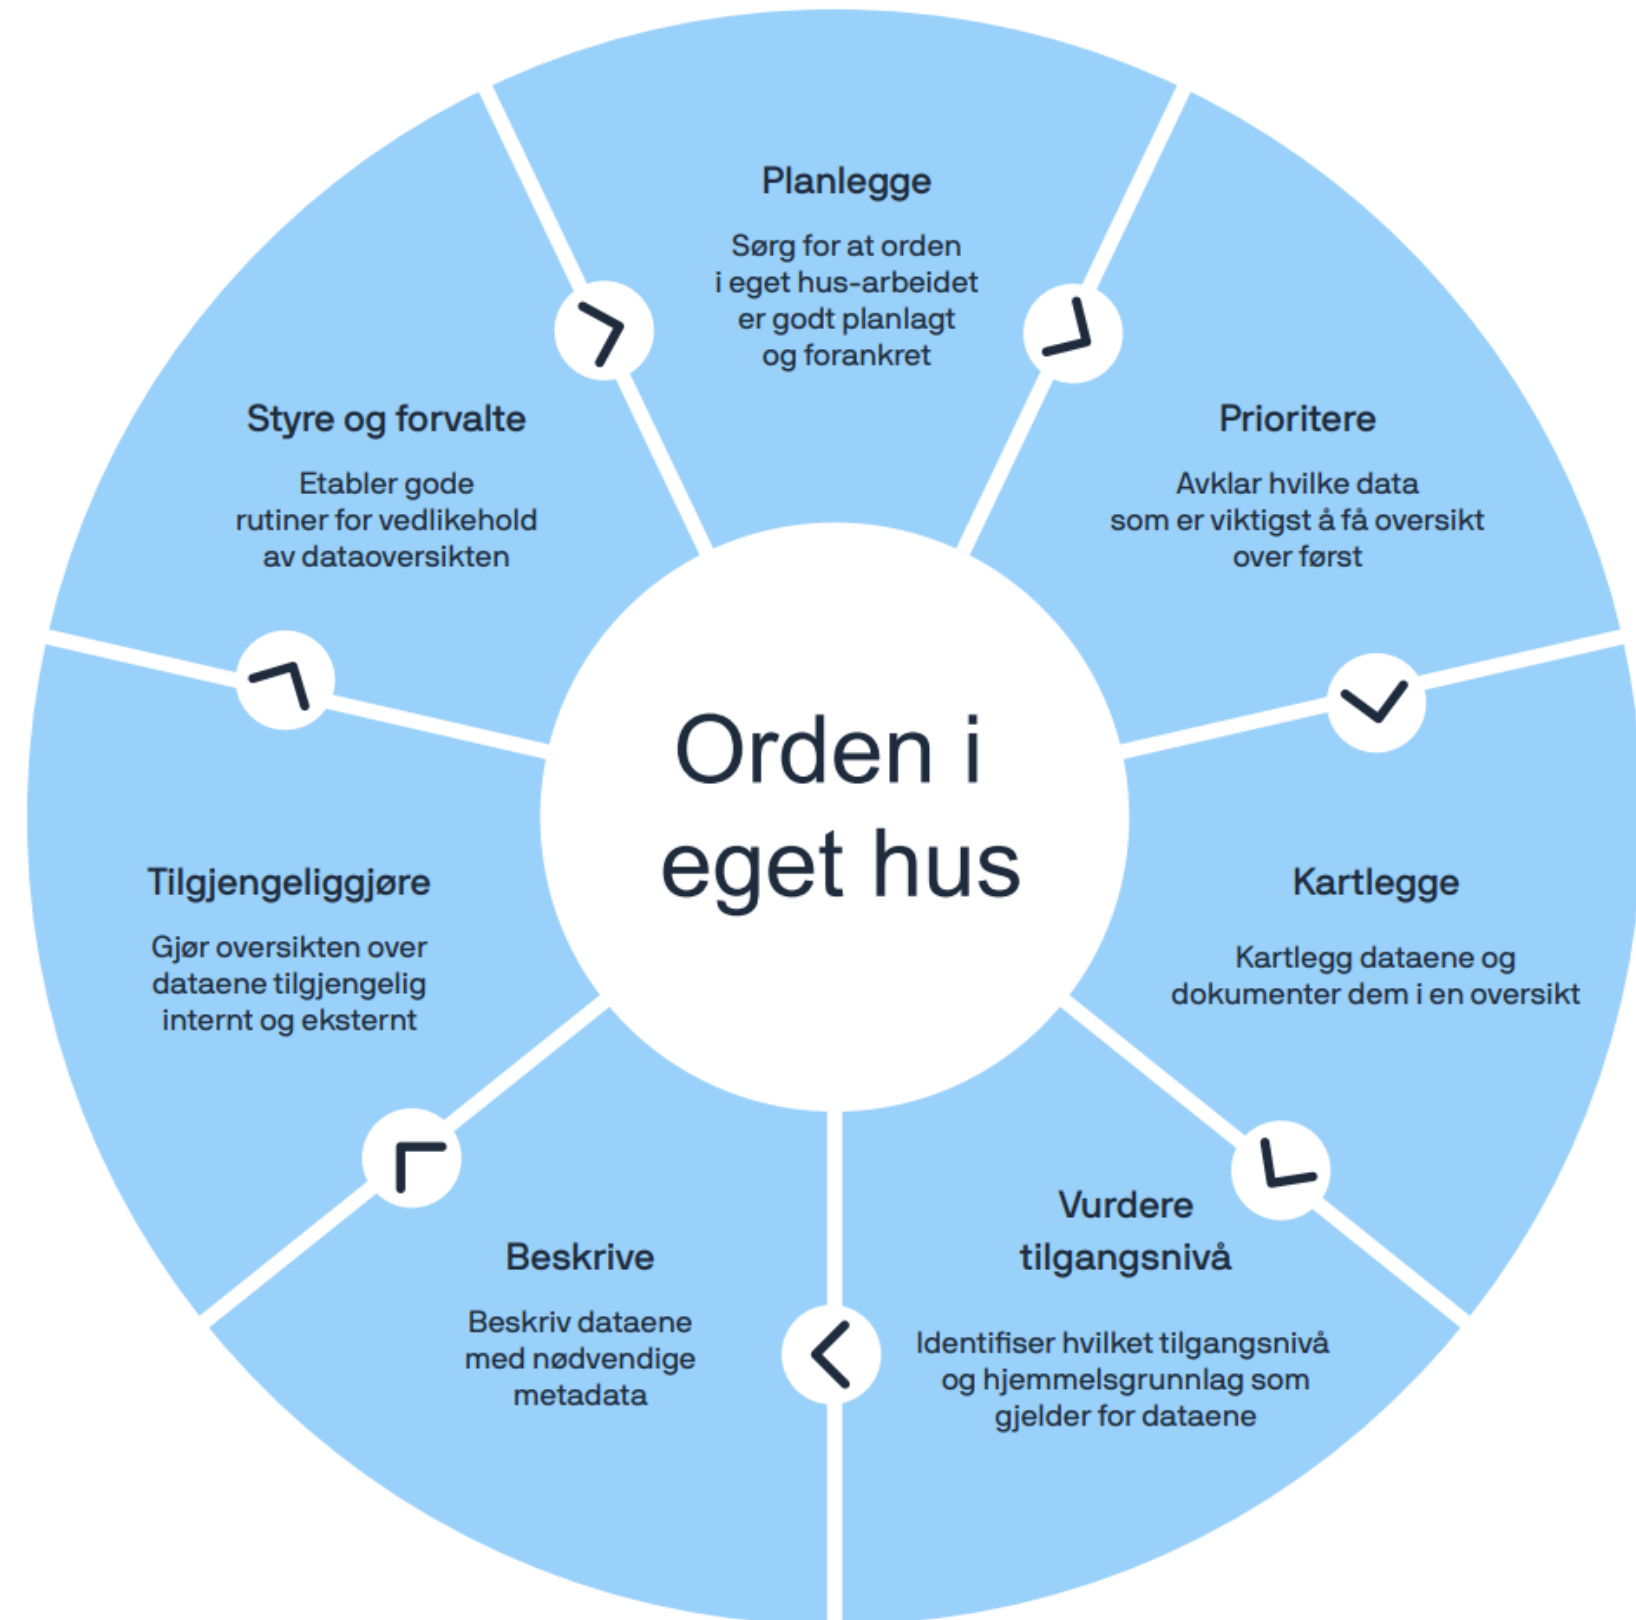 Planlegge
Sørg for at orden
i eget hus-arbeidet
er godt planlagt
og forankret
Prioritere
Avklar hvilke data
som er viktigst å få oversikt
over først
Kartlegge
Kartlegg dataene og
dokumenter dem i en oversikt
Vurdere
tilgangsnivå
Identifiser hvilket tilgangsnivå
og hjemmelsgrunnlag som
gjelder for dataene
Beskrive
Beskriv dataene
med nødvendige
metadata
Tilgjengeliggjøre
Gjør oversikten over
dataene tilgjengelig
internt og eksternt
Styre og forvalte
Etabler gode
rutiner for vedlikehold
av dataoversikten
Orden i
eget hus